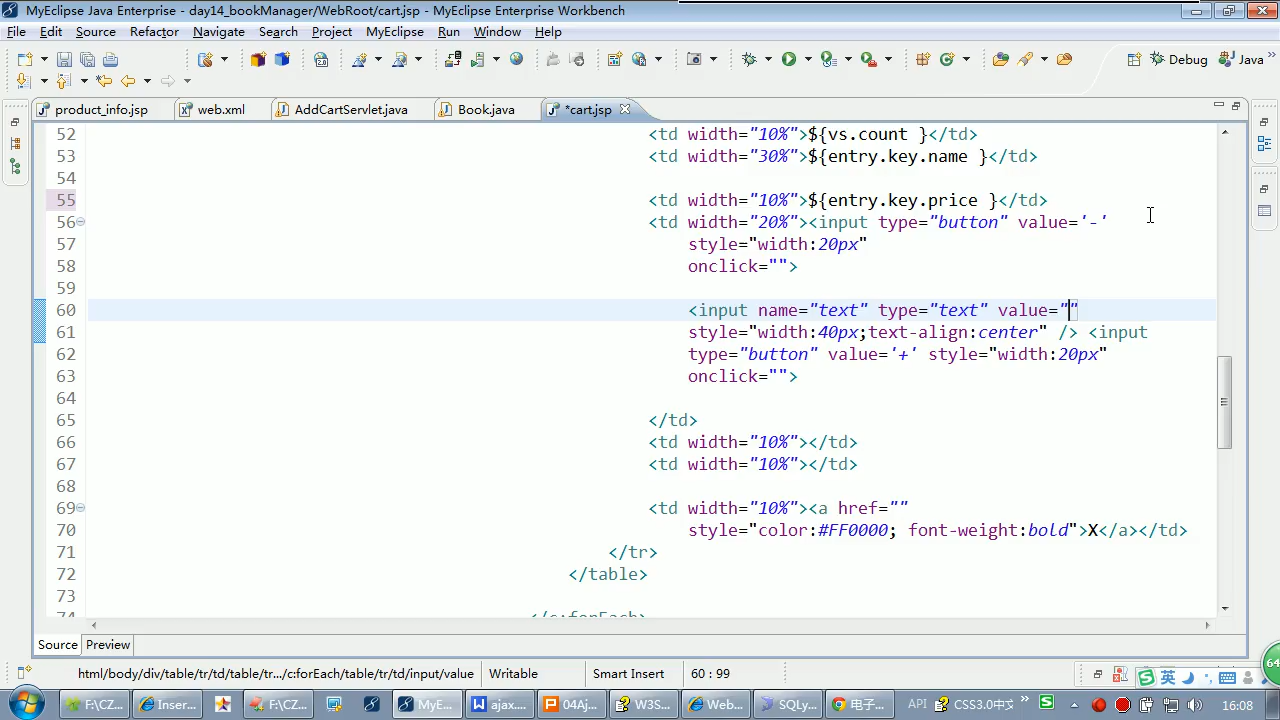 MyEclipse Java Enterprise - day14_bookManager/WebRoot/cart.jsp - MyEclipse Enterprise Workbench
File Edit Source Refactor Navigate Search Project MyEclipse Run Window Help
Debug Java
product_info.jsp web.xml AddCartServlet.java Book.java *cart.jsp
52 <td width="10%">${vs.count }</td>
53 <td width="30%">${entry.key.name }</td>
54
55 <td width="10%">${entry.key.price }</td>
56 <td width="20%"><input type="button" value='-'
57 style="width:20px"
58 onclick="">
59
60 <input name="text" type="text" value=""
61 style="width:40px;text-align:center" /> <input
62 type="button" value='+' style="width:20px"
63 onclick="">
64
65 </td>
66 <td width="10%"></td>
67 <td width="10%"></td>
68
69 <td width="10%"><a href=""
70 style="color:#FF0000; font-weight:bold">X</a></td>
71 </tr>
72 </table>
73
74 </c:forEach>
Source Preview
html/body/div/table/tr/td/table/tr.../c:forEach/table/tr/td/input/value Writable Smart Insert 60 : 99
英
64
F:\CZ... Inser... F:\CZ... MyE... ajax.... 04Aj... W3S... Web... SQLy... 电子... API CSS3.0中文 16:08